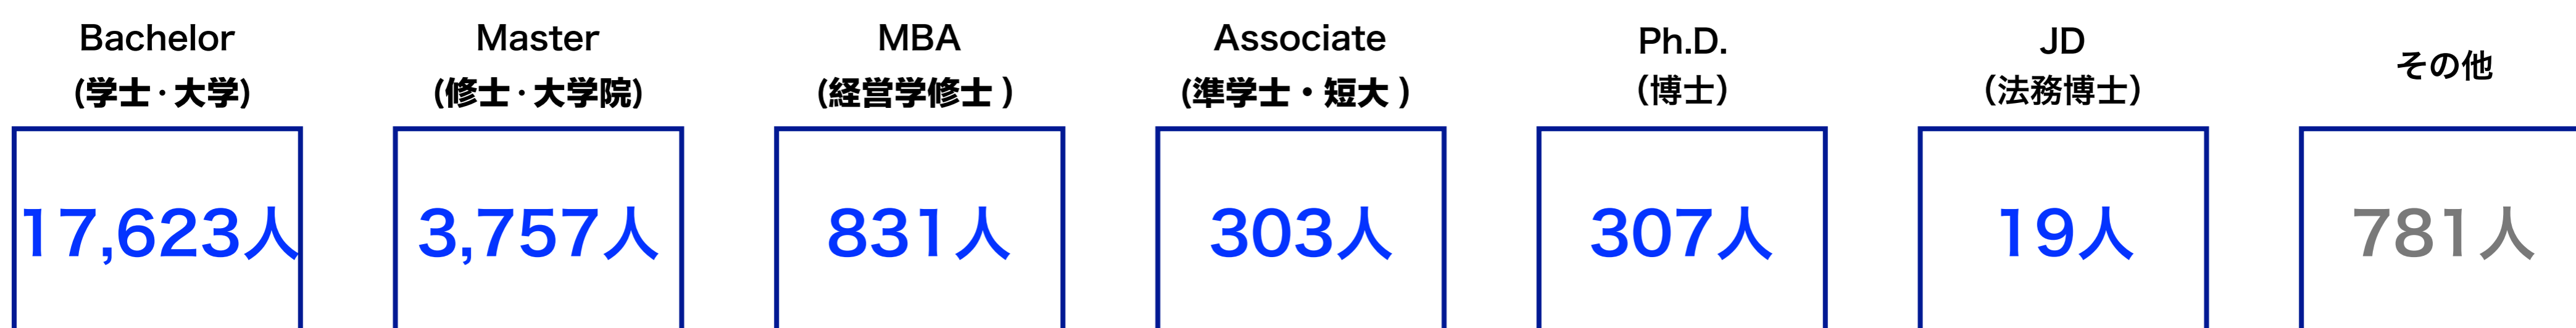 Bachelor
(学士·大学)
Master
(修士·大学院)
MBA
(経営学修士 )
Associate
(準学士・短大 )
Ph.D.
（博士）
JD
（法務博士）
その他
17,623人
3,757人
831人
303人
307人
19人
781人